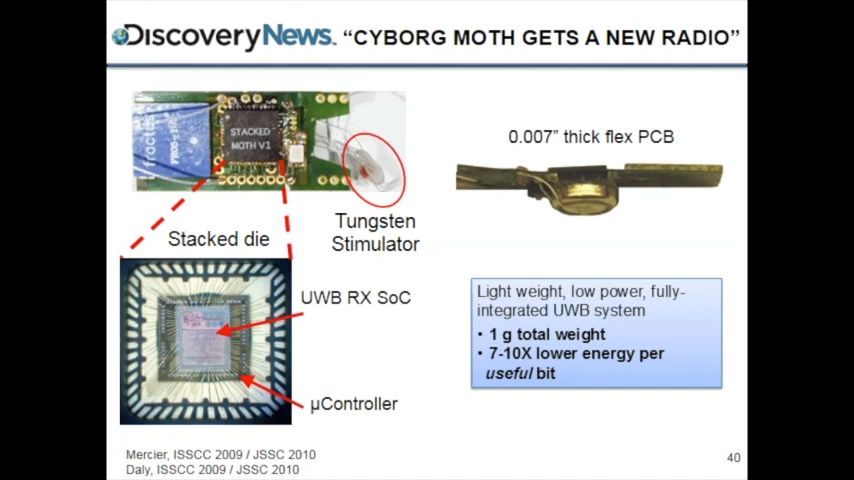 DiscoveryNews™ “CYBORG MOTH GETS A NEW RADIO”
fractus
STACKED
MOTH V1
0.007” thick flex PCB
Tungsten
Stimulator
Stacked die
UWB RX SoC
µController
Light weight, low power, fully-
integrated UWB system
• 1 g total weight
• 7-10X lower energy per
useful bit
Mercier, ISSCC 2009 / JSSC 2010
Daly, ISSCC 2009 / JSSC 2010
40